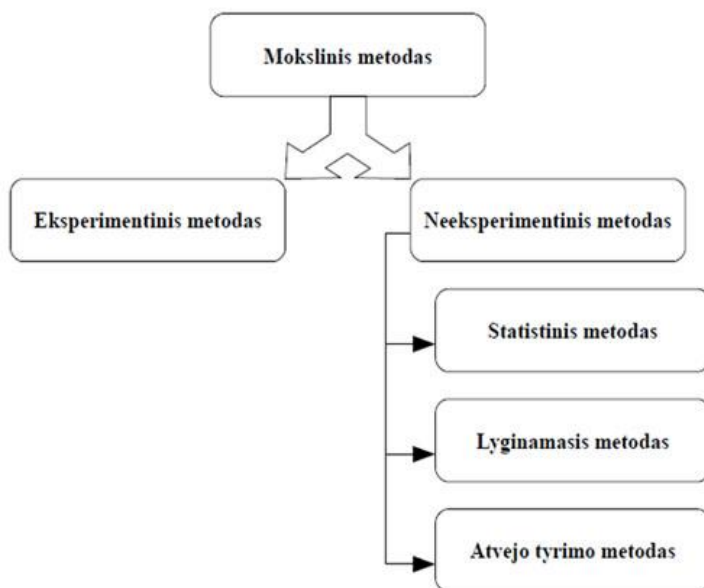 Mokslinis metodas
Eksperimentinis metodas
Neeksperimentinis metodas
Statistinis metodas
Lyginamasis metodas
Atvejo tyrimo metodas